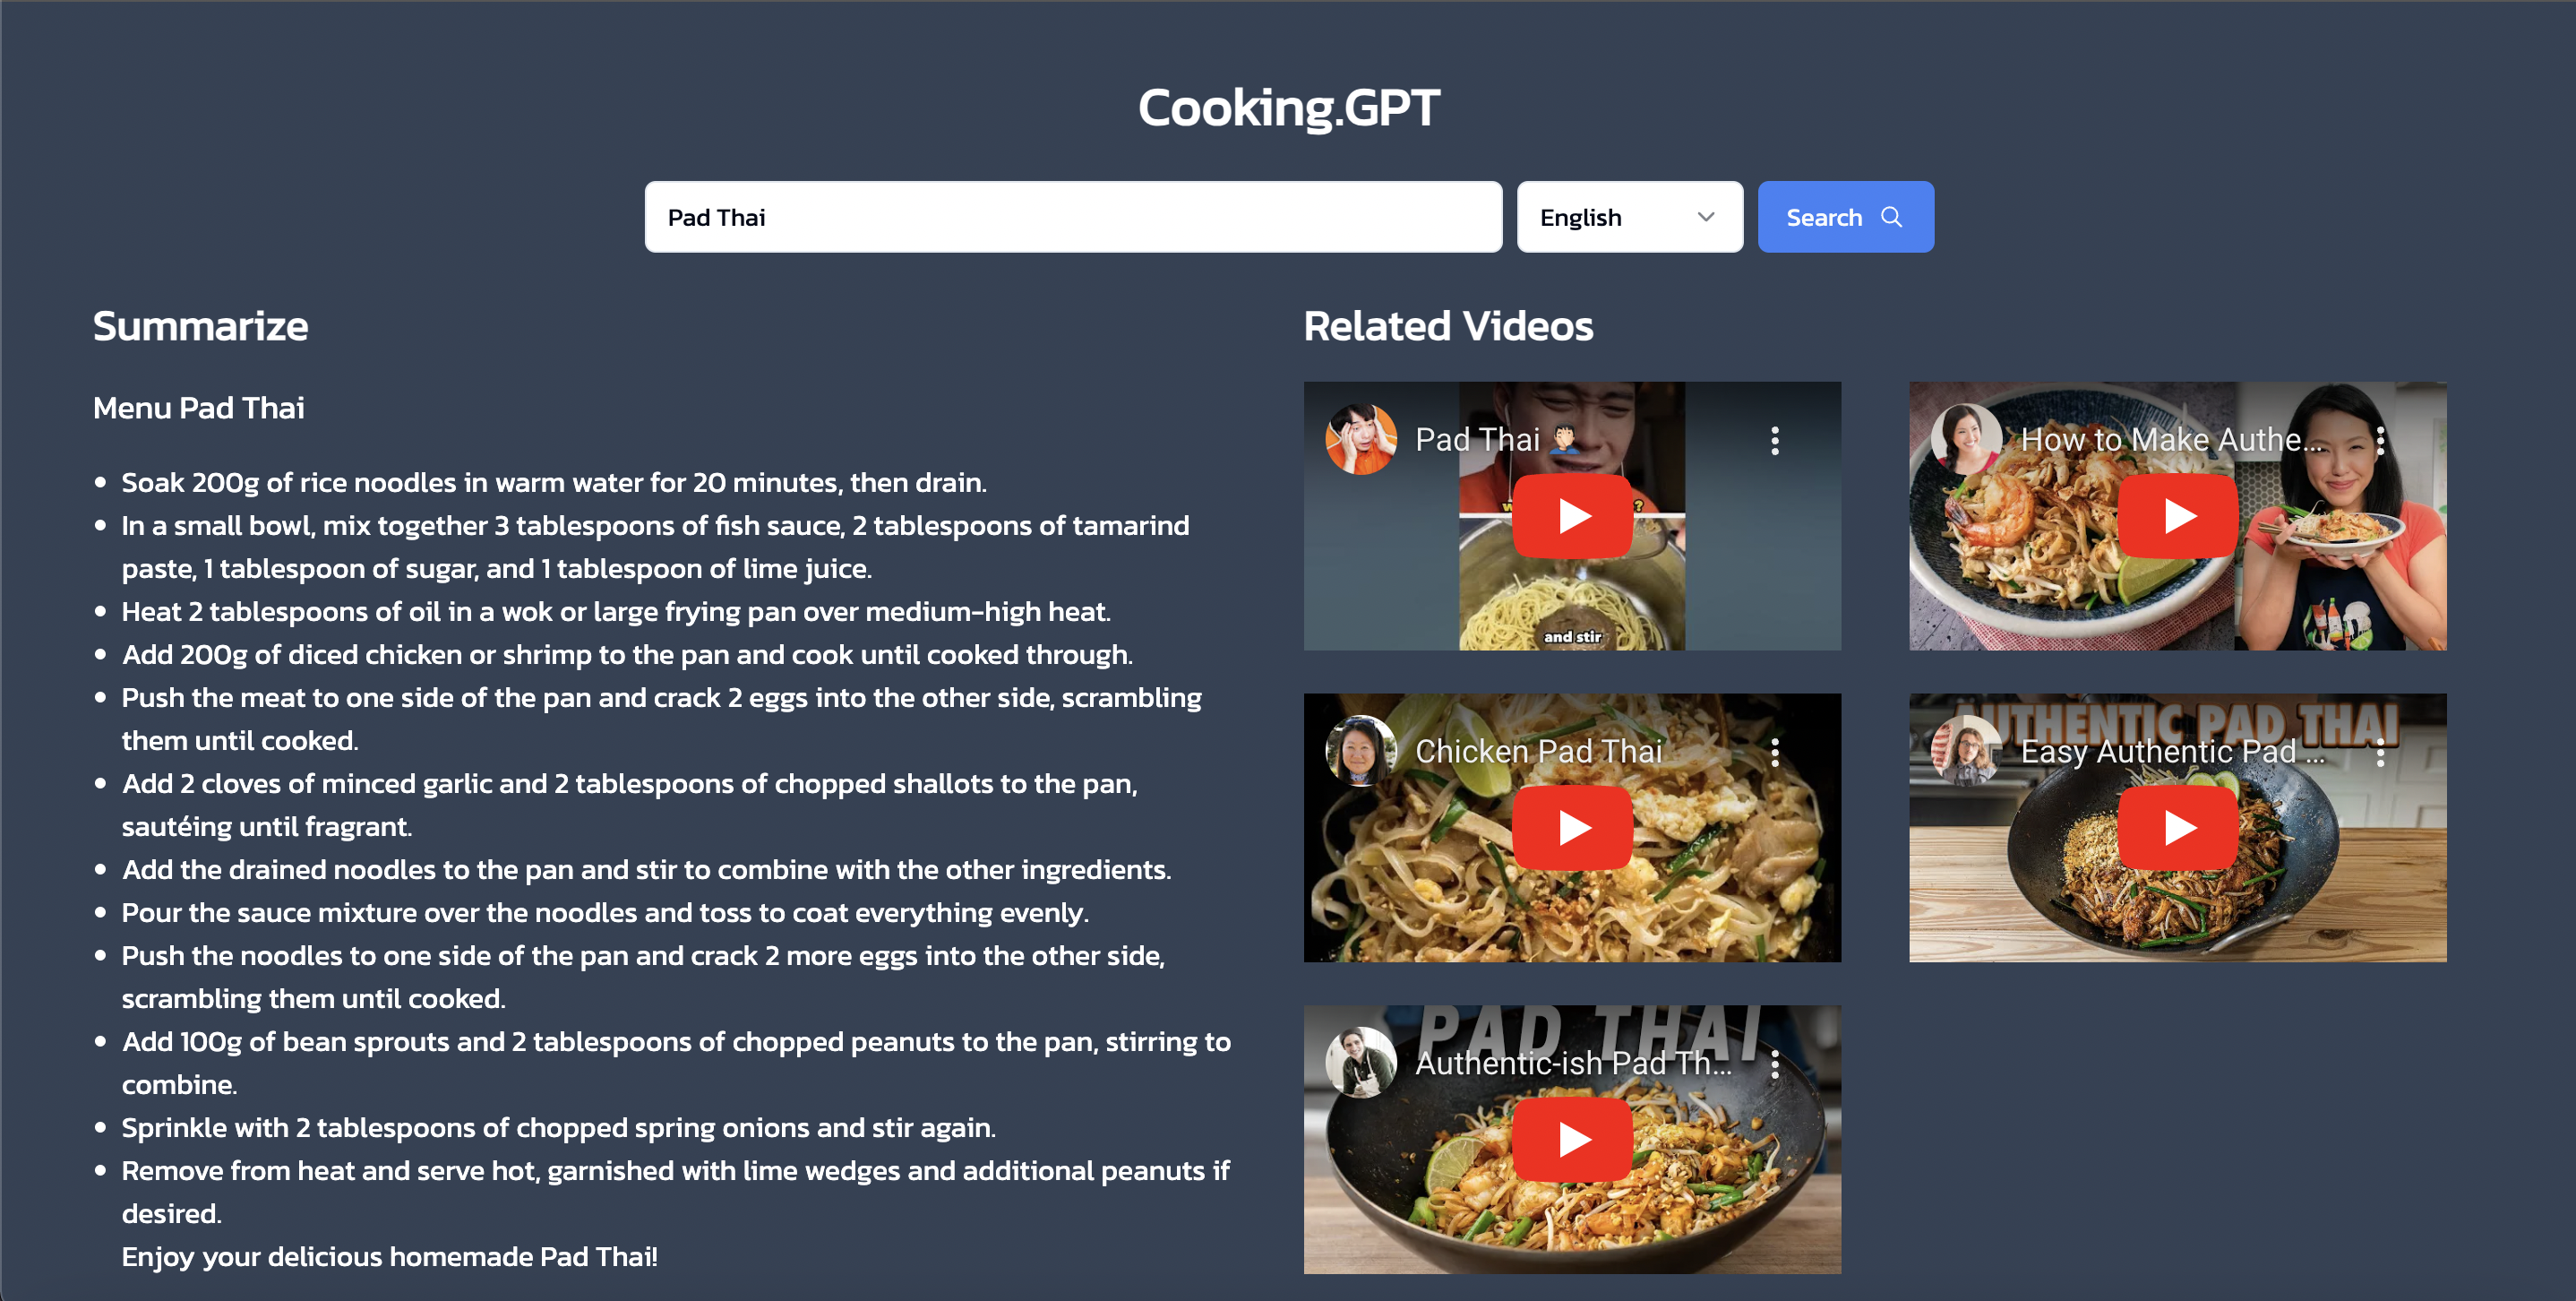 Cooking.GPT
Pad Thai
English
Search
Summarize
Menu Pad Thai
Soak 200g of rice noodles in warm water for 20 minutes, then drain.
In a small bowl, mix together 3 tablespoons of fish sauce, 2 tablespoons of tamarind
paste, 1 tablespoon of sugar, and 1 tablespoon of lime juice.
Heat 2 tablespoons of oil in a wok or large frying pan over medium-high heat.
Add 200g of diced chicken or shrimp to the pan and cook until cooked through.
Push the meat to one side of the pan and crack 2 eggs into the other side, scrambling
them until cooked.
Add 2 cloves of minced garlic and 2 tablespoons of chopped shallots to the pan,
sautéing until fragrant.
Add the drained noodles to the pan and stir to combine with the other ingredients.
Pour the sauce mixture over the noodles and toss to coat everything evenly.
Push the noodles to one side of the pan and crack 2 more eggs into the other side,
scrambling them until cooked.
Add 100g of bean sprouts and 2 tablespoons of chopped peanuts to the pan, stirring to
combine.
Sprinkle with 2 tablespoons of chopped spring onions and stir again.
Remove from heat and serve hot, garnished with lime wedges and additional peanuts if
desired.
Enjoy your delicious homemade Pad Thai!
Related Videos
Pad Thai 🤦🏻‍♂️
and stir
How to Make Authe...
Chicken Pad Thai
AUTHENTIC PAD THAI
Easy Authentic Pad ...
PAD THAI
Authentic-ish Pad Th...